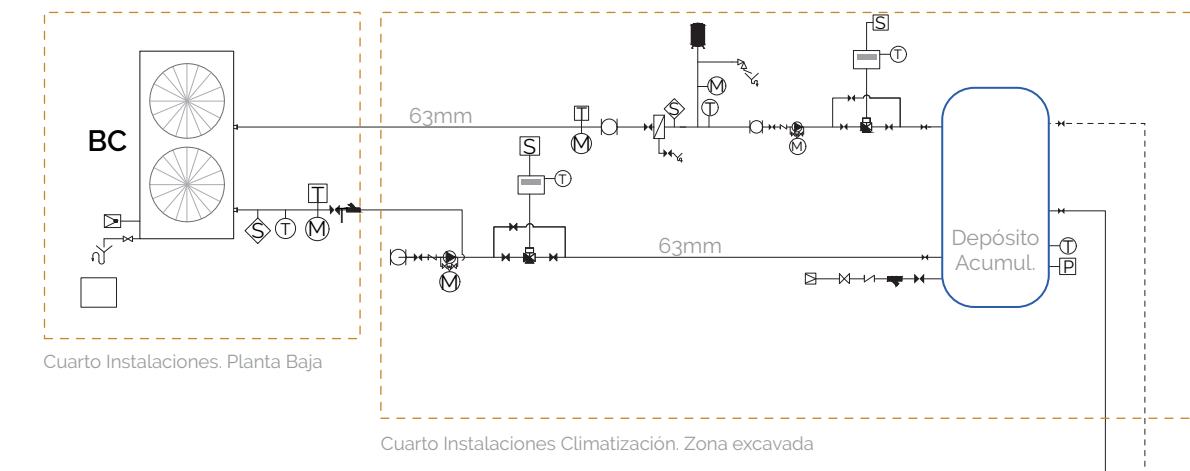 S
T
63mm
T
M
S
M
T
M
BC
S
T
T
S
T
M
M
63mm
Depósito
Acumul.
T
P
Cuarto Instalaciones. Planta Baja
Cuarto Instalaciones Climatización. Zona excavada